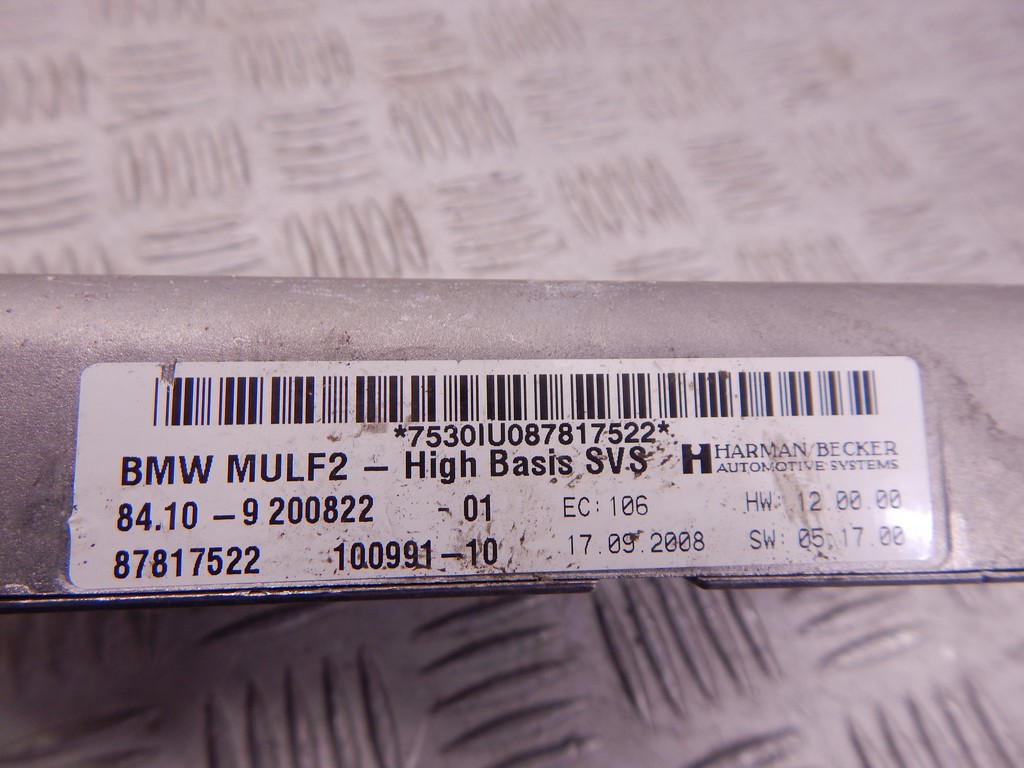 *7530IU087817522*
BMW MULF2 – High Basis SVS
HARMAN/BECKER
AUTOMOTIVE SYSTEMS
84.10 – 9 200822 - 01 EC: 106 HW: 12.00.00
87817522 100991-10 17.09.2008 SW: 05.17.00